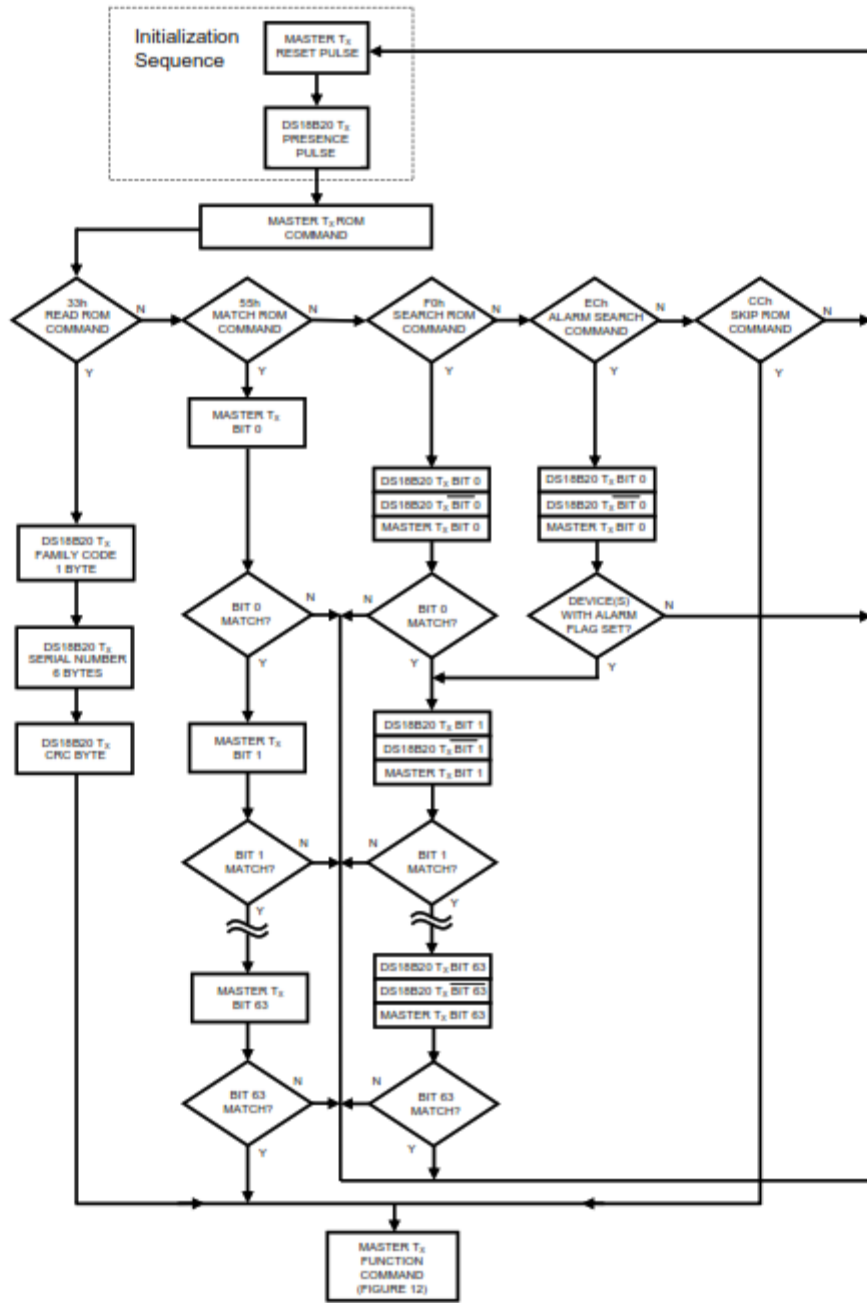 Initialization
Sequence
MASTER TX
RESET PULSE
DS18B20 TX
PRESENCE
PULSE
MASTER TX ROM
COMMAND
33h
READ ROM
COMMAND
N
Y
55h
MATCH ROM
COMMAND
N
Y
F0h
SEARCH ROM
COMMAND
N
Y
ECh
ALARM SEARCH
COMMAND
N
Y
CCh
SKIP ROM
COMMAND
N
Y
MASTER TX
BIT 0
DS18B20 TX BIT 0
DS18B20 TX BIT 0
MASTER TX BIT 0
DS18B20 TX BIT 0
DS18B20 TX BIT 0
MASTER TX BIT 0
DS18B20 TX
FAMILY CODE
1 BYTE
BIT 0
MATCH?
N
Y
N
BIT 0
MATCH?
Y
DEVICE(S)
WITH ALARM
FLAG SET?
N
Y
DS18B20 TX
SERIAL NUMBER
6 BYTES
DS18B20 TX
CRC BYTE
MASTER TX
BIT 1
DS18B20 TX BIT 1
DS18B20 TX BIT 1
MASTER TX BIT 1
BIT 1
MATCH?
N
Y
N
BIT 1
MATCH?
Y
MASTER TX
BIT 63
DS18B20 TX BIT 63
DS18B20 TX BIT 63
MASTER TX BIT 63
BIT 63
MATCH?
N
Y
N
BIT 63
MATCH?
Y
MASTER TX
FUNCTION
COMMAND
(FIGURE 12)